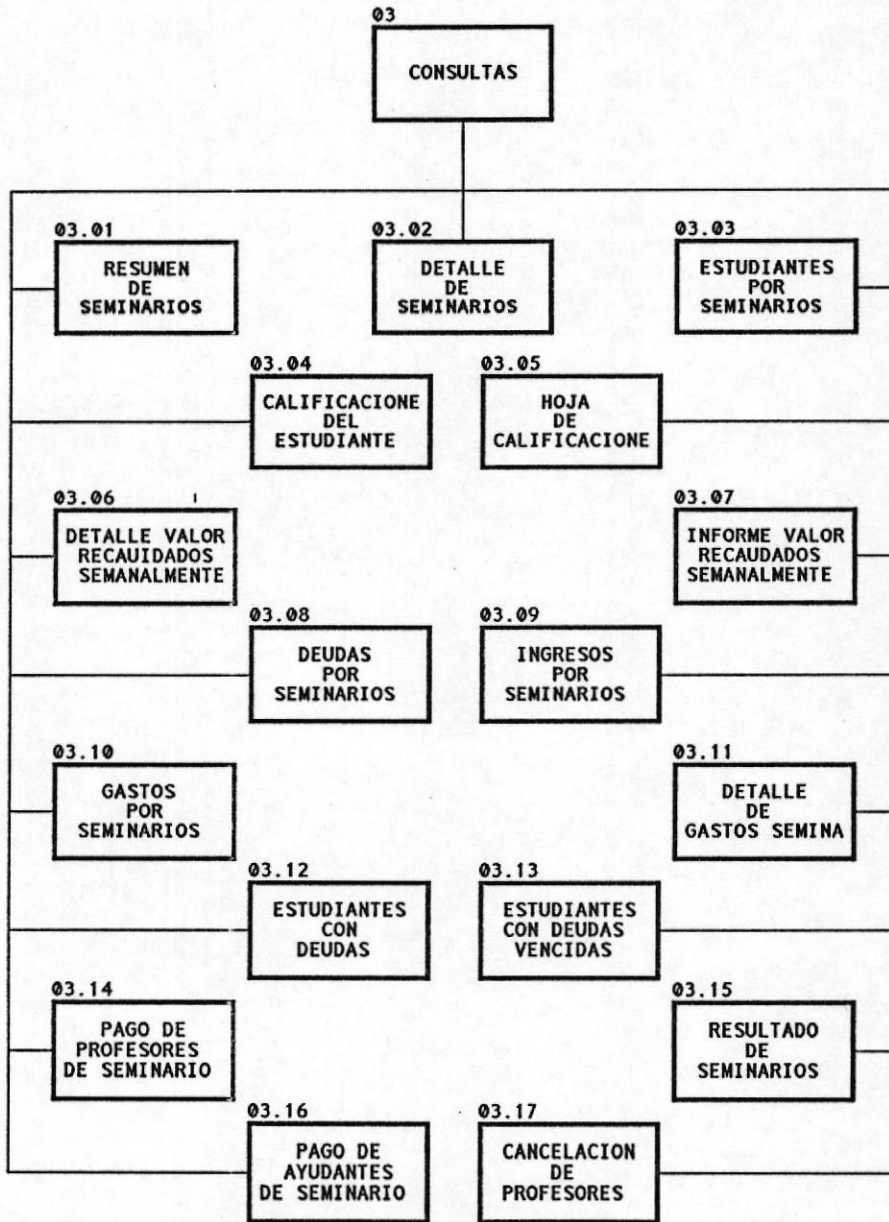 03
CONSULTAS
03.01
RESUMEN
DE
SEMINARIOS
03.02
DETALLE
DE
SEMINARIOS
03.03
ESTUDIANTES
POR
SEMINARIOS
03.04
CALIFICACIONE
DEL
ESTUDIANTE
03.05
HOJA
DE
CALIFICACIONE
03.06
DETALLE VALOR
RECAUIDADOS
SEMANALMENTE
03.07
INFORME VALOR
RECAUDADOS
SEMANALMENTE
03.08
DEUDAS
POR
SEMINARIOS
03.09
INGRESOS
POR
SEMINARIOS
03.10
GASTOS
POR
SEMINARIOS
03.11
DETALLE
DE
GASTOS SEMINA
03.12
ESTUDIANTES
CON
DEUDAS
03.13
ESTUDIANTES
CON DEUDAS
VENCIDAS
03.14
PAGO DE
PROFESORES
DE SEMINARIO
03.15
RESULTADO
DE
SEMINARIOS
03.16
PAGO DE
AYUDANTES
DE SEMINARIO
03.17
CANCELACION
DE
PROFESORES